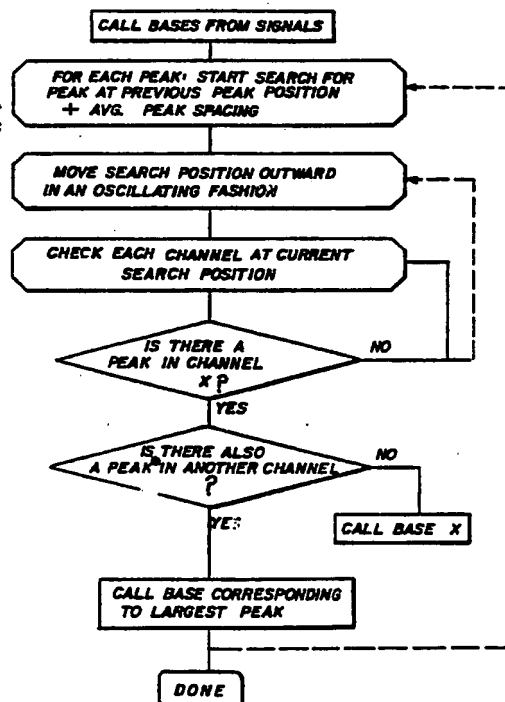 CALL BASES FROM SIGNALS
FOR EACH PEAK: START SEARCH FOR
PEAK AT PREVIOUS PEAK POSITION
+ AVG. PEAK SPACING
MOVE SEARCH POSITION OUTWARD
IN AN OSCILLATING FASHION
CHECK EACH CHANNEL AT CURRENT
SEARCH POSITION
IS THERE A
PEAK IN CHANNEL
X?
NO
YES
IS THERE ALSO
A PEAK IN ANOTHER CHANNEL
?
NO
YES
CALL BASE X
CALL BASE CORRESPONDING
TO LARGEST PEAK
DONE